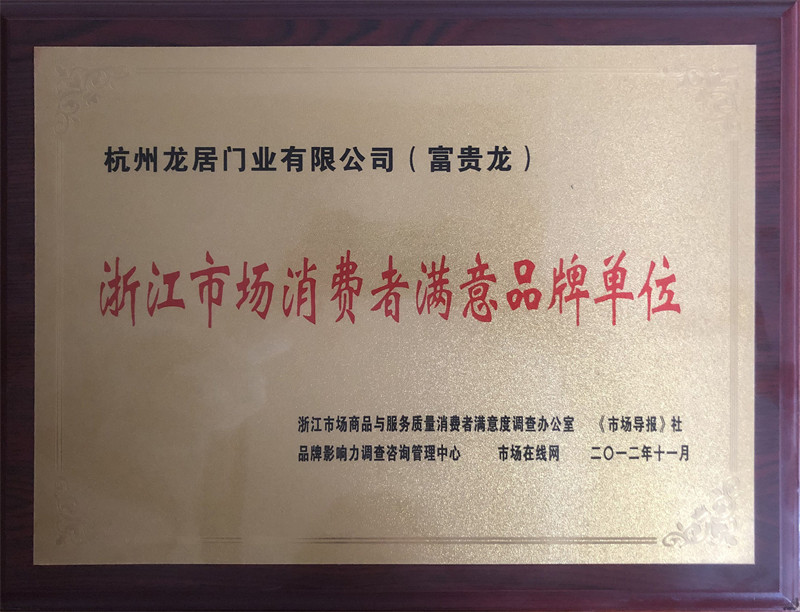 杭州龙居门业有限公司（富贵龙）
浙江市场消费者满意品牌单位
浙江市场商品与服务质量消费者满意度调查办公室 《市场导报》社
品牌影响力调查咨询管理中心 市场在线网 二〇一二年十一月